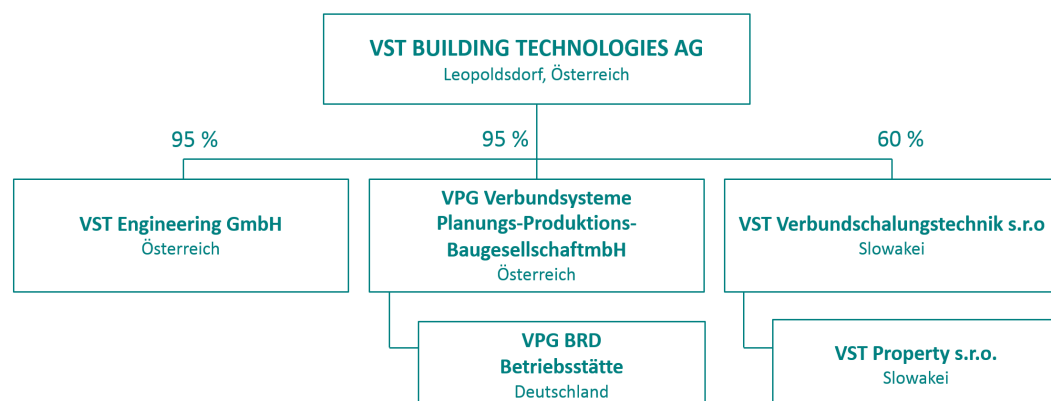 VST BUILDING TECHNOLOGIES AG
Leopoldsdorf, Österreich
95 %
95 %
60 %
VST Engineering GmbH
Österreich
VPG Verbundsysteme
Planungs-Produktions-
BaugesellschaftmbH
Österreich
VST Verbundschalungstechnik s.r.o
Slowakei
VPG BRD
Betriebsstätte
Deutschland
VST Property s.r.o.
Slowakei